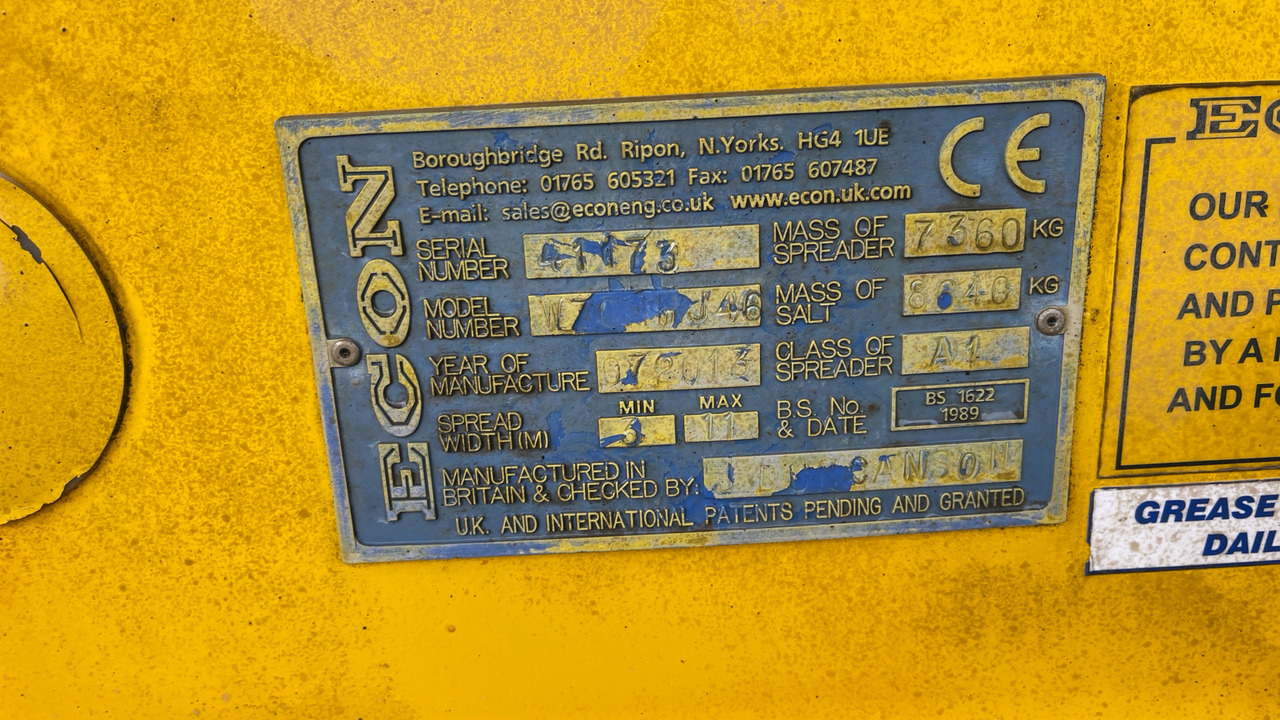 ECON
Boroughbridge Rd. Ripon, N.Yorks. HG4 1UE
Telephone: 01765 605321 Fax: 01765 607487
E-mail: sales@econeng.co.uk www.econ.uk.com
CE
SERIAL NUMBER
MASS OF SPREADER 7360 KG
MODEL NUMBER
MASS OF SALT KG
YEAR OF MANUFACTURE 07 2013
CLASS OF SPREADER A1
SPREAD WIDTH (M) MIN 3 MAX 11
B.S. No. & DATE BS 1622 1989
MANUFACTURED IN
BRITAIN & CHECKED BY:
U.K. AND INTERNATIONAL PATENTS PENDING AND GRANTED
OUR
AND
BY A
AND
GREASE